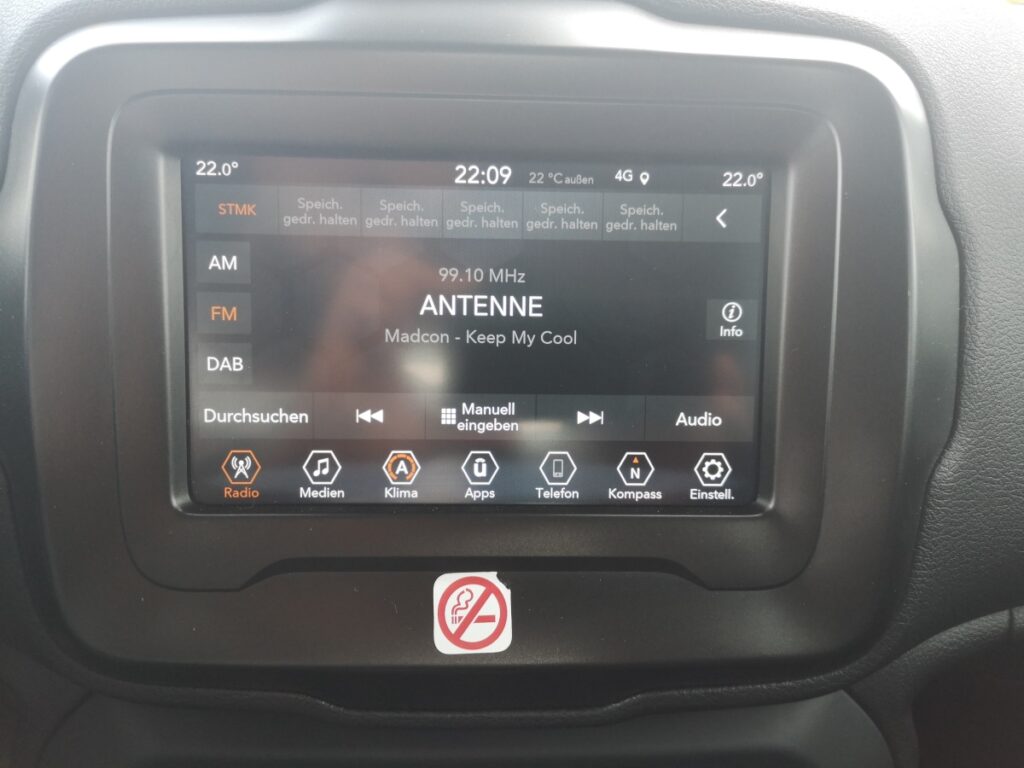 22.0° 22:09 22 °C außen 4G 22.0°
STMK Speich. gedr. halten Speich. gedr. halten Speich. gedr. halten Speich. gedr. halten Speich. gedr. halten
AM
99.10 MHz
ANTENNE
FM
Info
Madcon - Keep My Cool
DAB
Durchsuchen Manuell eingeben Audio
A ū N
Radio Medien Klima Apps Telefon Kompass Einstell.